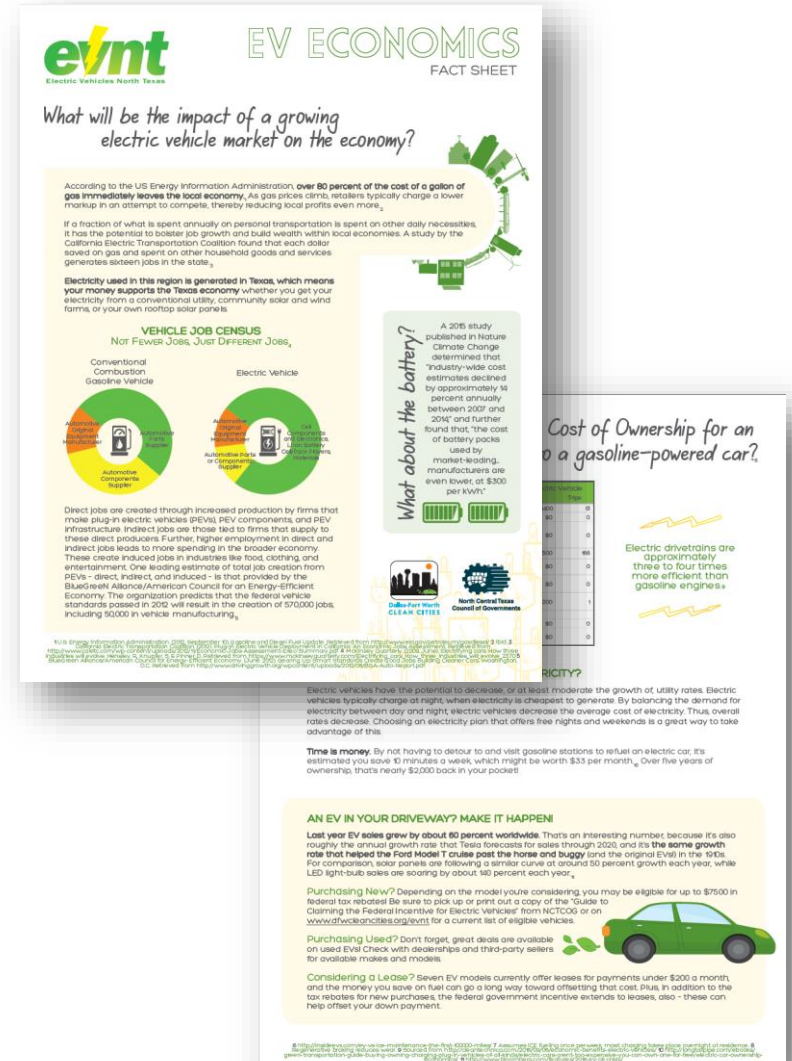 evnt
Electric Vehicles North Texas
EV ECONOMICS
FACT SHEET
What will be the impact of a growing
electric vehicle market on the economy?
According to the US Energy Information Administration, over 80 percent of the cost of a gallon of
gas immediately leaves the local economy. As gas prices climb, retailers typically charge a lower
markup in an attempt to compete, thereby reducing local profits even more.
If a fraction of what is spent annually on personal transportation is spent on other daily necessities,
it has the potential to bolster job growth and build wealth within local economies. A study by the
California Electric Transportation Coalition found that each dollar
saved on gas and spent on other household goods and services
generates sixteen jobs in the state.
Electricity used in this region is generated in Texas, which means
your money supports the Texas economy whether you get your
electricity from a conventional utility, community solar and wind
farms, or your own rooftop solar panels.
VEHICLE JOB CENSUS
NOT FEWER JOBS, JUST DIFFERENT JOBS
Conventional
Combustion
Gasoline Vehicle
Automotive
Original
Equipment
Manufacturer
Automotive
Parts
Supplier
Automotive
Components
Supplier
Electric Vehicle
Automotive
Original
Equipment
Manufacturer
Cell
Components
and Electronics,
Automotive Parts
or Components
Supplier
Direct jobs are created through increased production by firms that
make plug-in electric vehicles (PEVs), PEV components, and PEV
infrastructure. Indirect jobs are those tied to firms that supply to
these direct producers. Further, higher employment in direct and
indirect jobs leads to more spending in the broader economy.
These create induced jobs in industries like food, clothing, and
entertainment. One leading estimate of total job creation from
PEVs - direct, indirect, and induced - is that provided by the
BlueGreeN Alliance/American Council for an Energy-Efficient
Economy. The organization predicts that the federal vehicle
standards passed in 2012 will result in the creation of 570,000 jobs,
including 50,000 in vehicle manufacturing.
What about the battery?
A 2015 study
published in Nature
Climate Change
determined that
"industry-wide cost
estimates declined
by approximately 14
percent annually
between 2007 and
2014," and further
found that, "the cost
of battery packs
used by
market-leading
manufacturers are
even lower, at $300
per kWh."
Dallas-Fort Worth
CLEAN CITIES
North Central Texas
Council of Governments
Cost of Ownership for an
o a gasoline-powered car?
Electric drivetrains are
approximately
three to four times
more efficient than
gasoline engines.
RICITY?
Electric vehicles have the potential to decrease, or at least moderate the growth of, utility rates. Electric
vehicles typically charge at night, when electricity is cheapest to generate. By balancing the demand for
electricity between day and night, electric vehicles decrease the average cost of electricity. Thus, overall
rates decrease. Choosing an electricity plan that offers free nights and weekends is a great way to take
advantage of this.
Time is money. By not having to detour to and visit gasoline stations to refuel an electric car, it's
estimated you save 10 minutes a week, which might be worth $33 per month. Over five years of
ownership, that's nearly $2,000 back in your pocket!
AN EV IN YOUR DRIVEWAY? MAKE IT HAPPEN!
Last year EV sales grew by about 60 percent worldwide. That's an interesting number, because it's also
roughly the annual growth rate that Tesla forecasts for sales through 2020, and it's the same growth
rate that helped the Ford Model T cruise past the horse and buggy (and the original EVs!) in the 1910s.
For comparison, solar panels are following a similar curve at around 50 percent growth each year, while
LED light-bulb sales are soaring by about 140 percent each year.
Purchasing New? Depending on the model you're considering, you may be eligible for up to $7500 in
federal tax rebates! Be sure to pick up or print out a copy of the "Guide to
Claiming the Federal Incentive for Electric Vehicles" from NCTCOG or on
www.dfwcleancities.org/evnt for a current list of eligible vehicles.
Purchasing Used? Don't forget, great deals are available
on used EVs! Check with dealerships and third-party sellers
for available makes and models.
Considering a Lease? Seven EV models currently offer leases for payments under $200 a month,
and the money you save on fuel can go a long way toward offsetting that cost. Plus, in addition to the
tax rebates for new purchases, the federal government incentive extends to leases, also - these can
help offset your down payment.